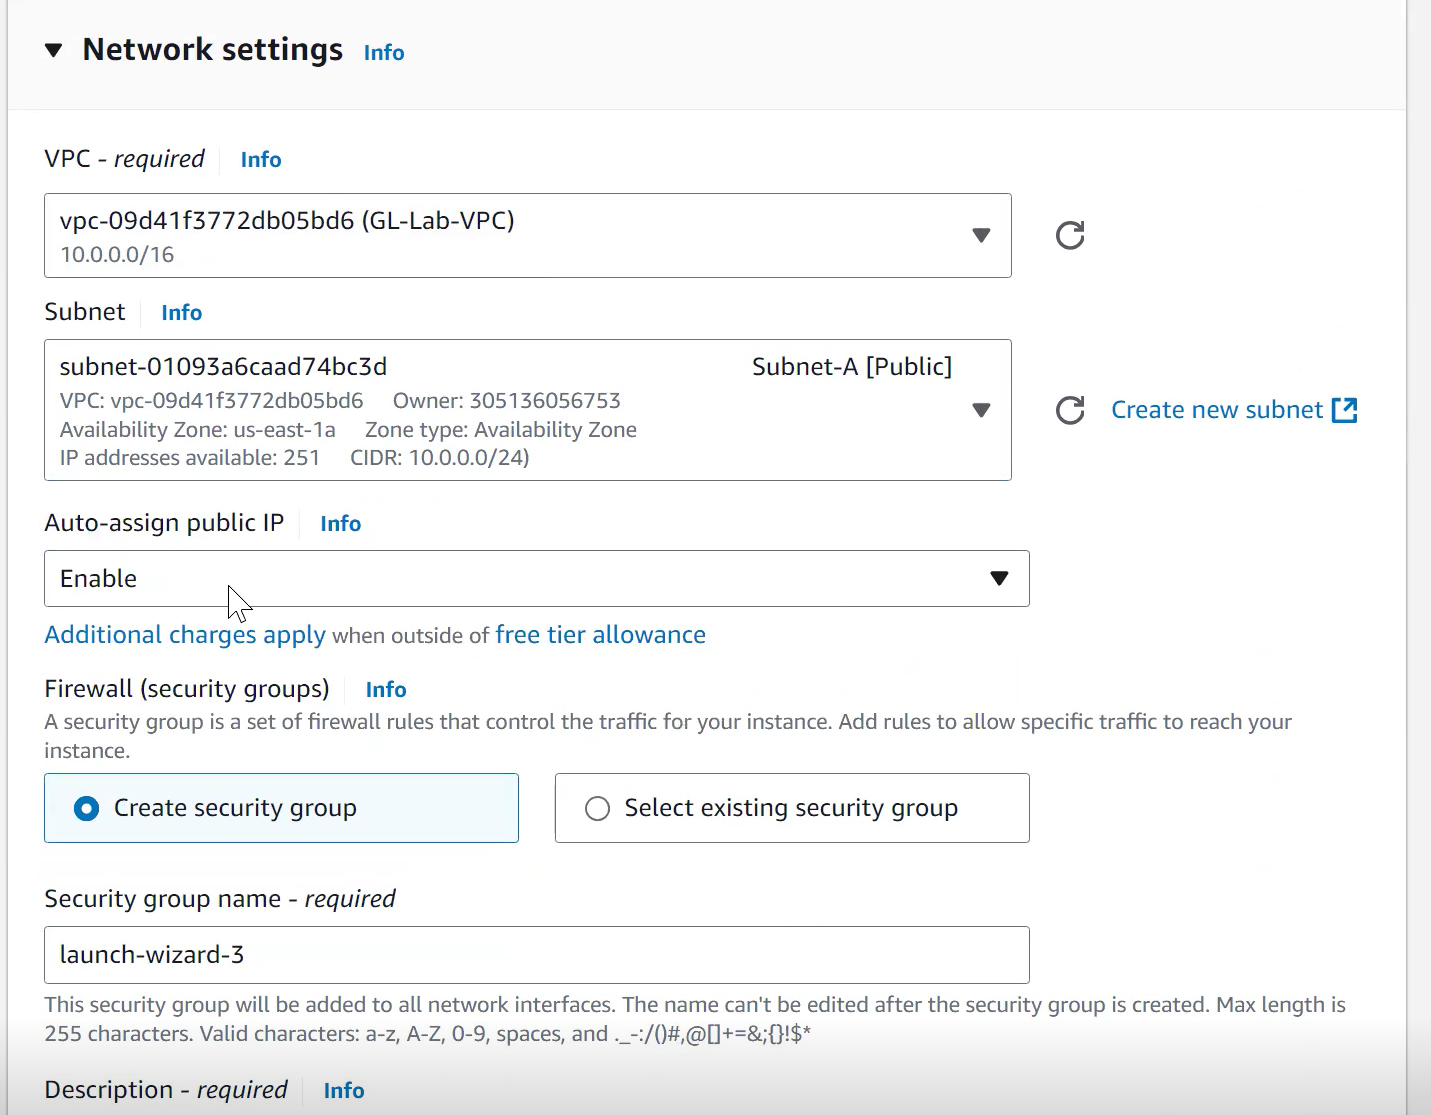 Network settings Info
VPC - required Info
vpc-09d41f3772db05bd6 (GL-Lab-VPC)
10.0.0.0/16
Subnet Info
subnet-01093a6caad74bc3d Subnet-A [Public]
VPC: vpc-09d41f3772db05bd6 Owner: 305136056753
Availability Zone: us-east-1a Zone type: Availability Zone
IP addresses available: 251 CIDR: 10.0.0.0/24)
Create new subnet
Auto-assign public IP Info
Enable
Additional charges apply when outside of free tier allowance
Firewall (security groups) Info
A security group is a set of firewall rules that control the traffic for your instance. Add rules to allow specific traffic to reach your
instance.
Create security group Select existing security group
Security group name - required
launch-wizard-3
This security group will be added to all network interfaces. The name can't be edited after the security group is created. Max length is
255 characters. Valid characters: a-z, A-Z, 0-9, spaces, and ._-:/()#,@[]+=&;{}!$*
Description - required Info